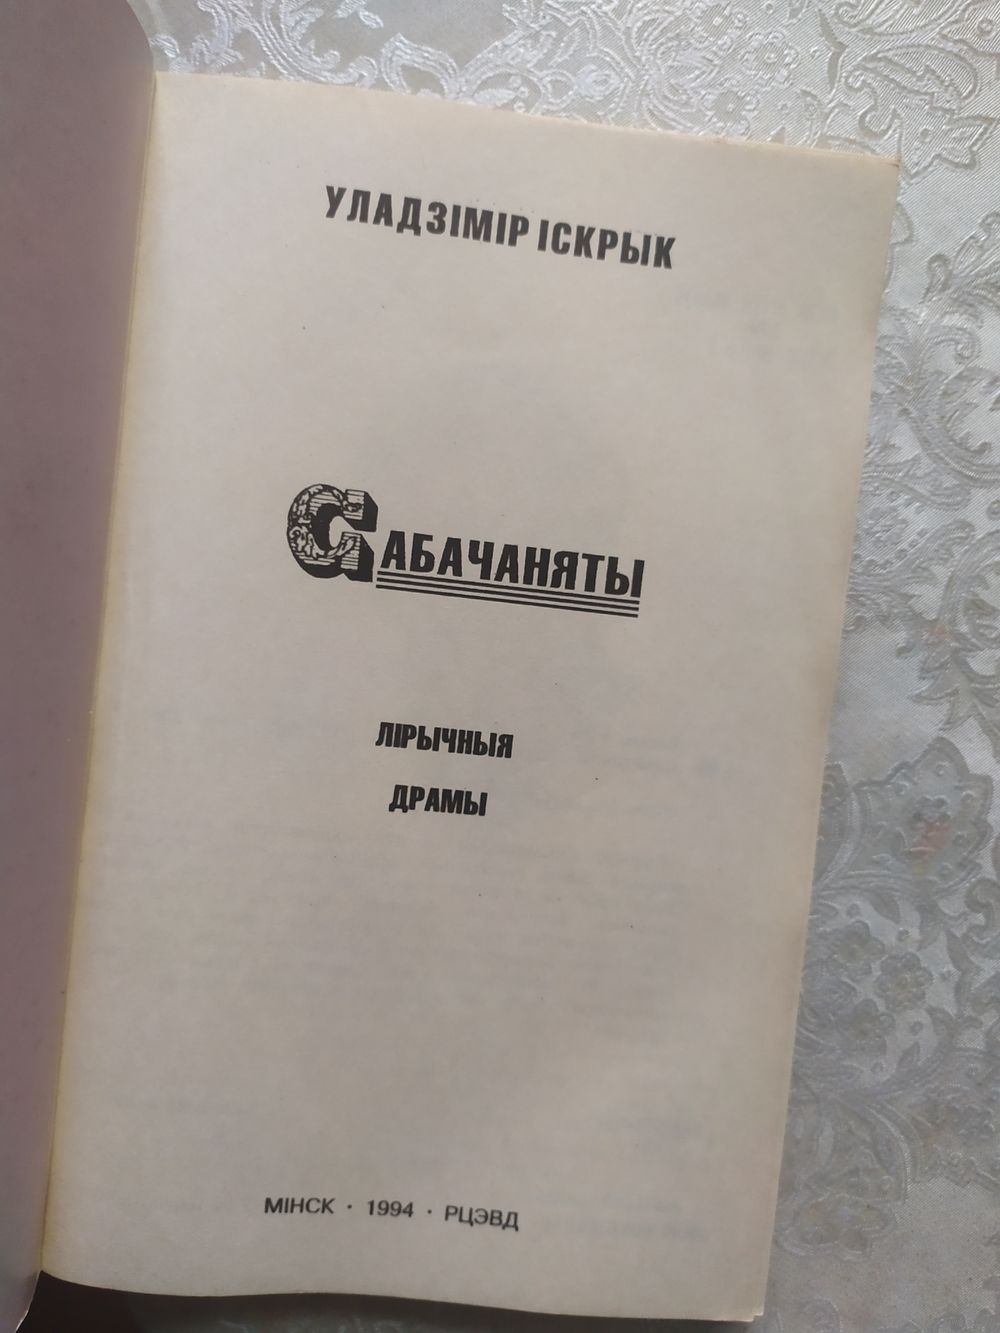 УЛАДЗІМІР ІСКРЫК
САБАЧАНЯТЫ
ЛІРЫЧНЫЯ
ДРАМЫ
МІНСК · 1994 · РЦЭВД